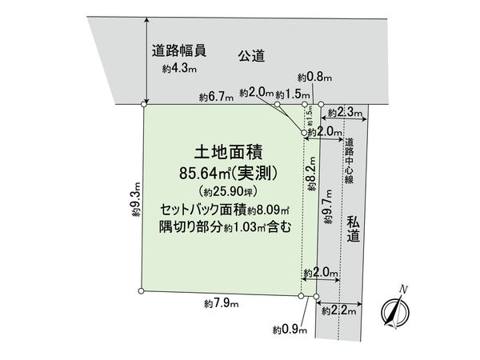 道路幅員
約4.3m
公道
約0.8m
約2.0m
約1.5m
約6.7m
約1.5m
約2.3m
約2.0m
道路中心線
土地面積
85.64㎡(実測)
(約25.90坪)
セットバック面積約8.09㎡
隅切り部分約1.03㎡含む
約9.3m
約8.2m
約9.7m
私道
約2.0m
約7.9m
約0.9m
約2.2m
N